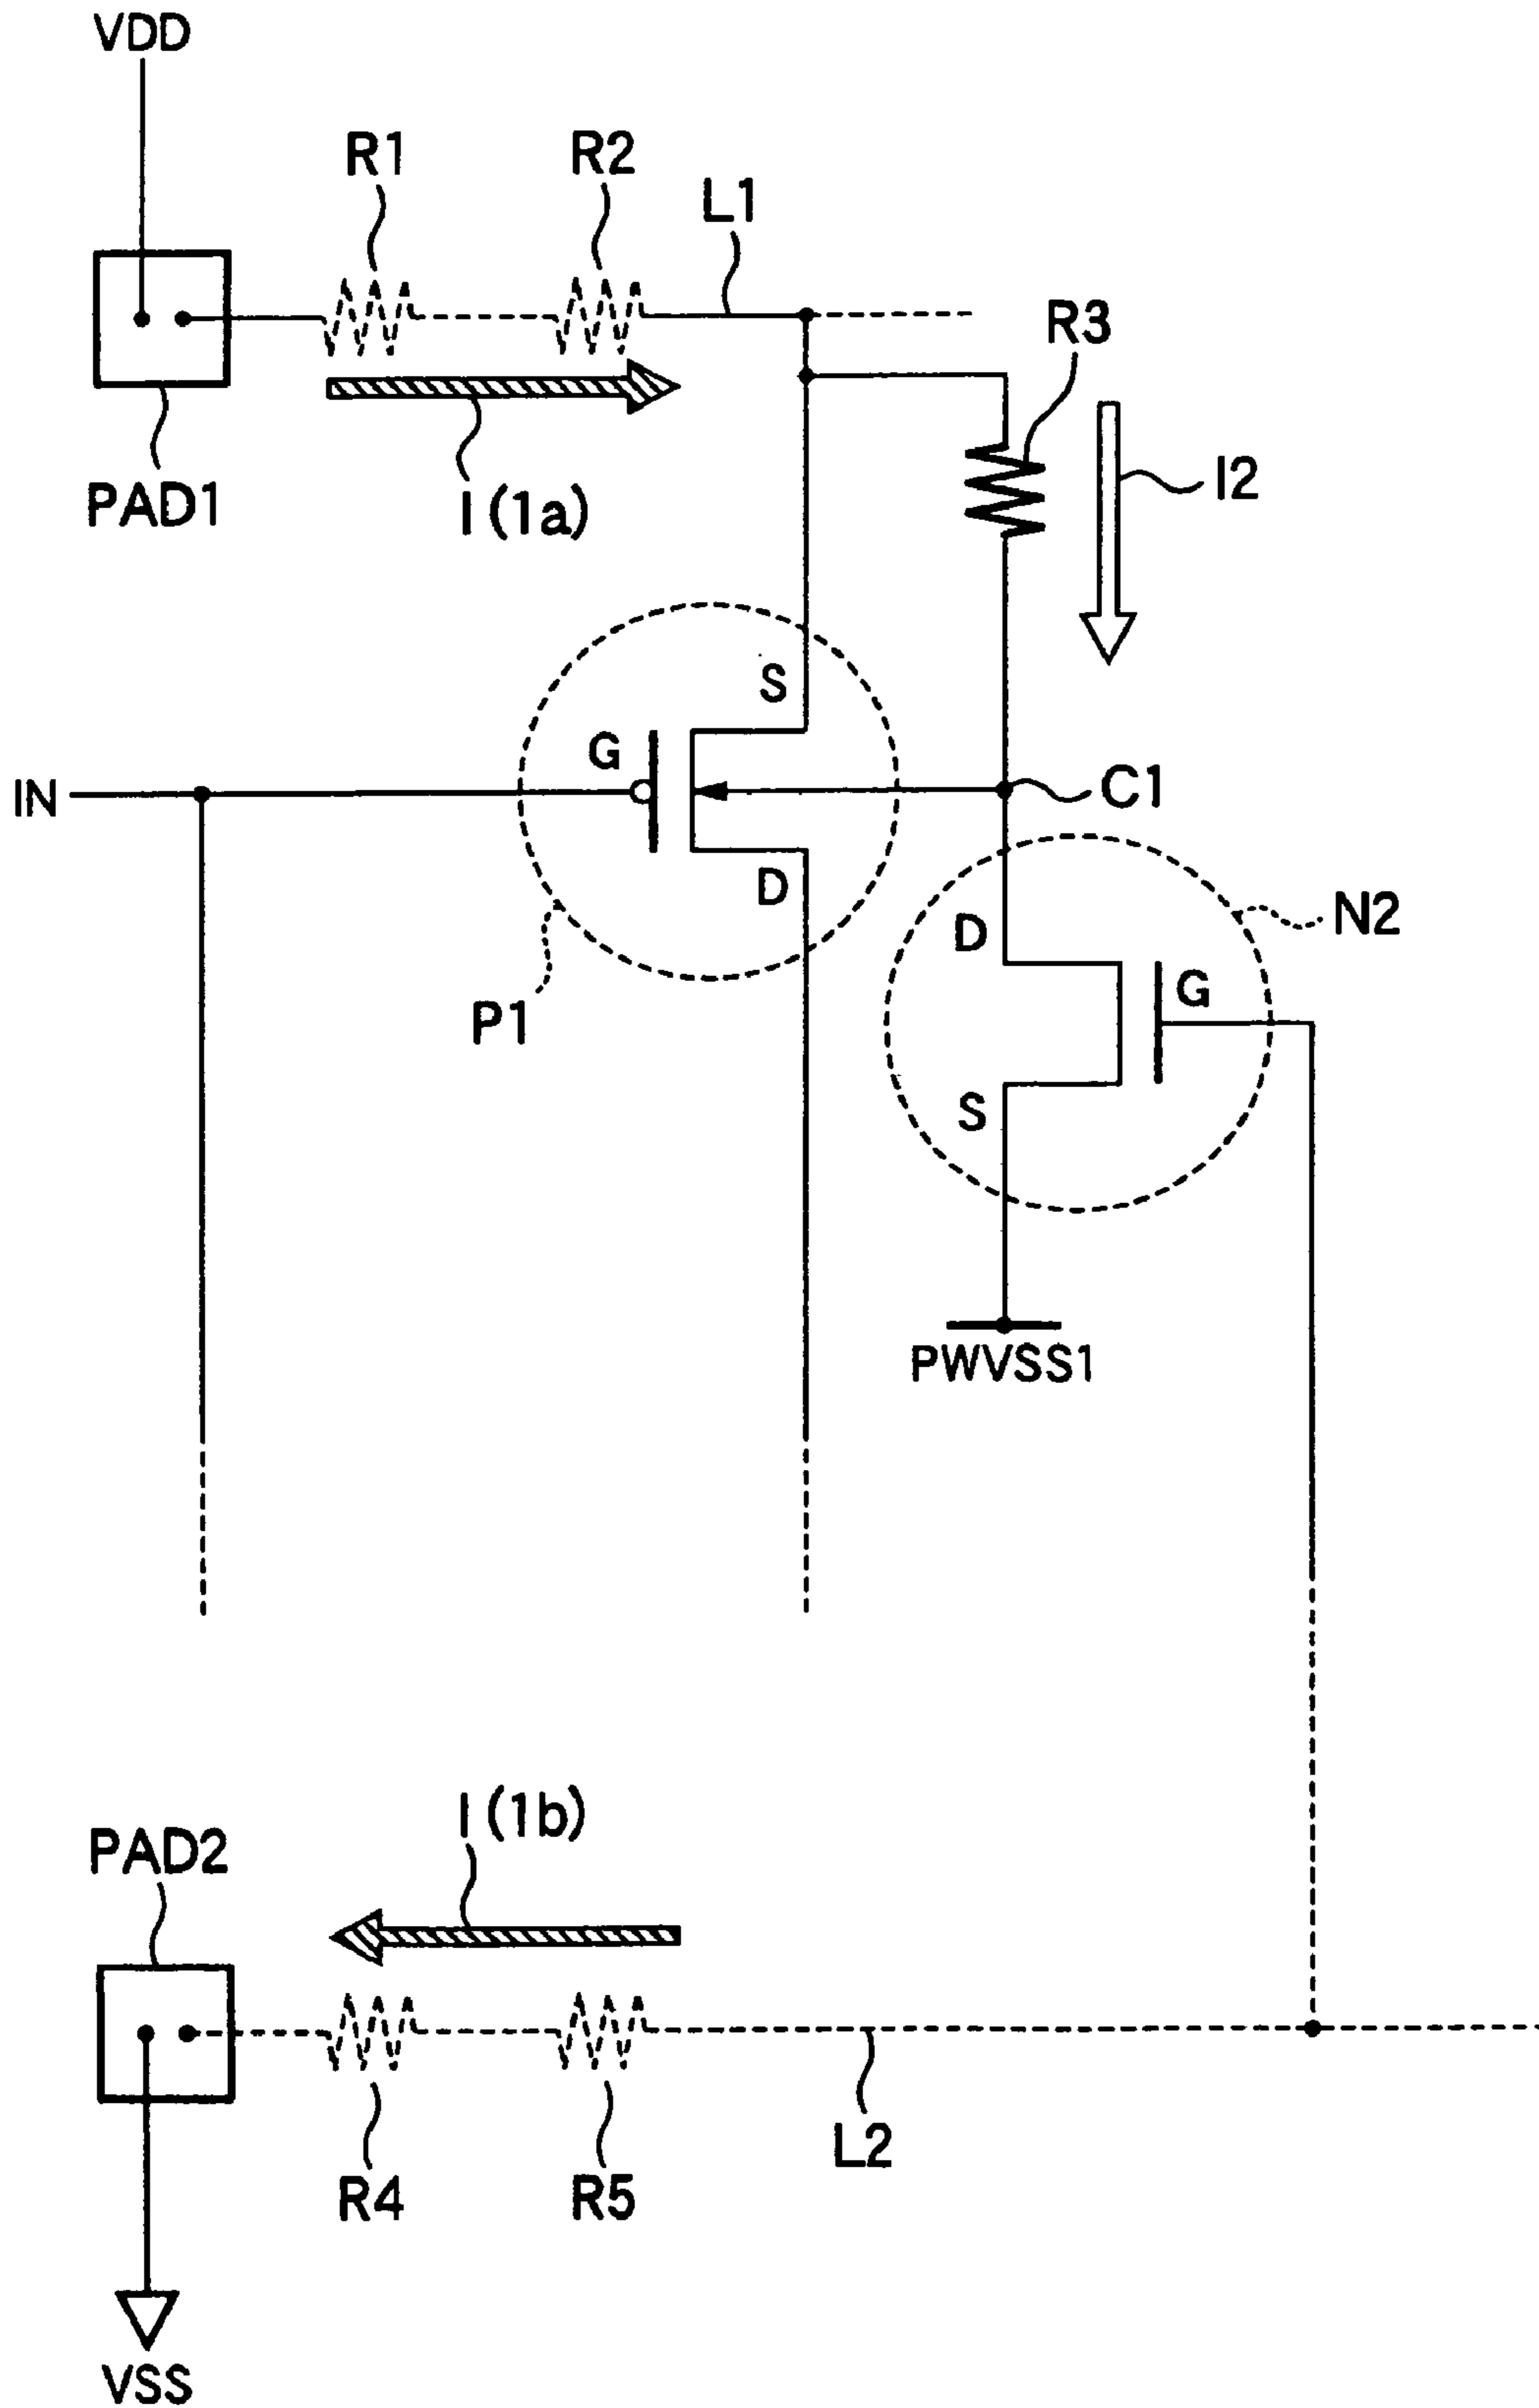 VDD
R1
R2
L1
R3
PAD1
I(1a)
I2
S
G
IN
C1
D
D
N2
G
P1
S
PWVSS1
I(1b)
PAD2
L2
R4
R5
VSS